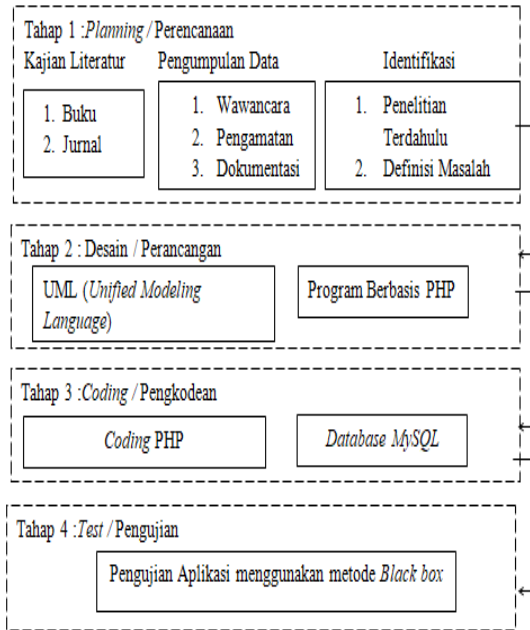 Tahap 1 :Planning / Perencanaan
Kajian Literatur
Pengumpulan Data
Identifikasi
1. Buku
2. Jurnal
1. Wawancara
2. Pengamatan
3. Dokumentasi
1. Penelitian
Terdahulu
2. Definisi Masalah
Tahap 2 : Desain / Perancangan
UML (Unified Modeling
Language)
Program Berbasis PHP
Tahap 3 :Coding / Pengkodean
Coding PHP
Database MySQL
Tahap 4 :Test / Pengujian
Pengujian Aplikasi menggunakan metode Black box